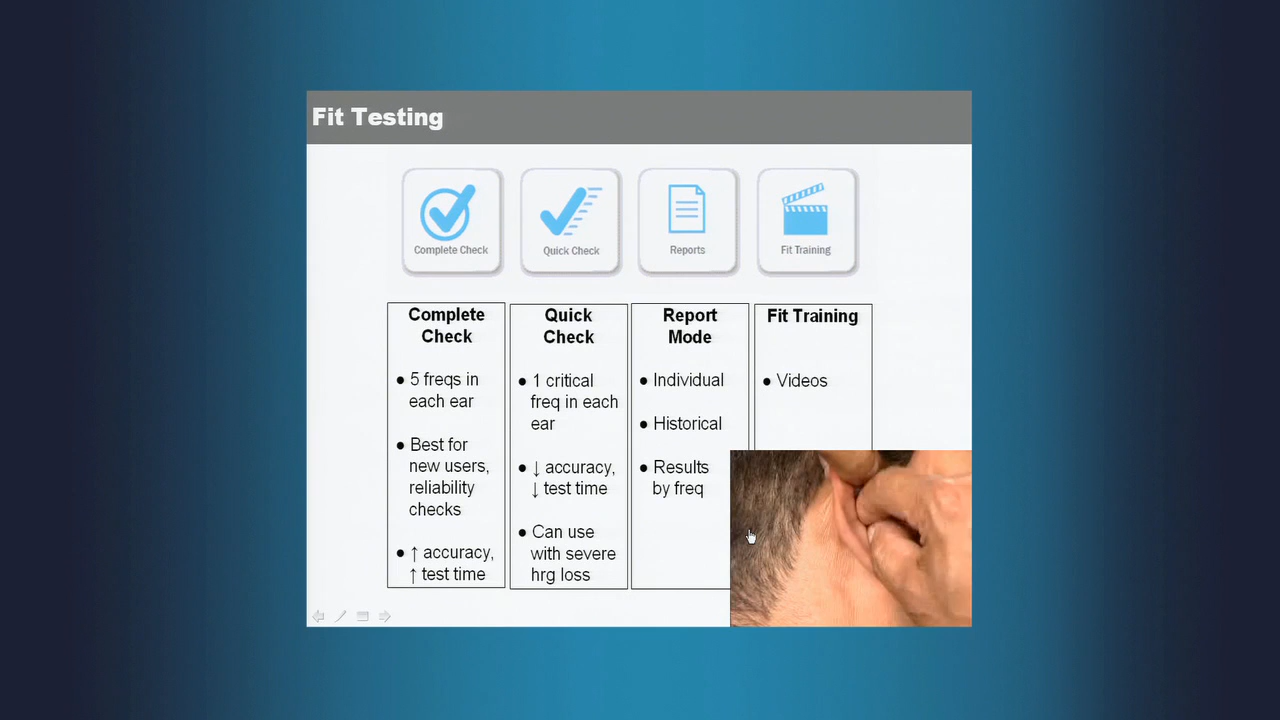 Fit Testing
Complete Check
Quick Check
Reports
Fit Training
Complete
Check
● 5 freqs in
each ear
● Best for
new users,
reliability
checks
● ↑ accuracy,
↑ test time
Quick
Check
● 1 critical
freq in each
ear
● ↓ accuracy,
↓ test time
● Can use
with severe
hrg loss
Report
Mode
● Individual
● Historical
● Results
by freq
Fit Training
● Videos